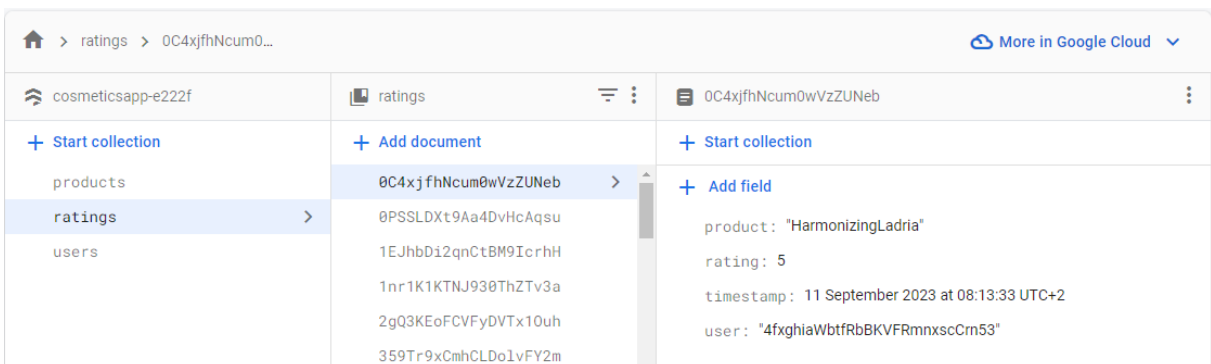 ratings > 0C4xjfhNcum0...
More in Google Cloud
cosmeticsapp-e222f
Start collection
products
ratings
users
ratings
Add document
0C4xjfhNcum0wVzZUNeb
0PSSLDXt9Aa4DvHcAqsu
1EJhbDi2qnCtBM9IcrhH
1nr1K1KTNJ930ThZTv3a
2gQ3KEoFCVFyDVTx10uh
359Tr9xCmhCLDolvFY2m
0C4xjfhNcum0wVzZUNeb
Start collection
Add field
product: "HarmonizingLadria"
rating: 5
timestamp: 11 September 2023 at 08:13:33 UTC+2
user: "4fxghiaWbtfRbBKVFRmnxscCrn53"